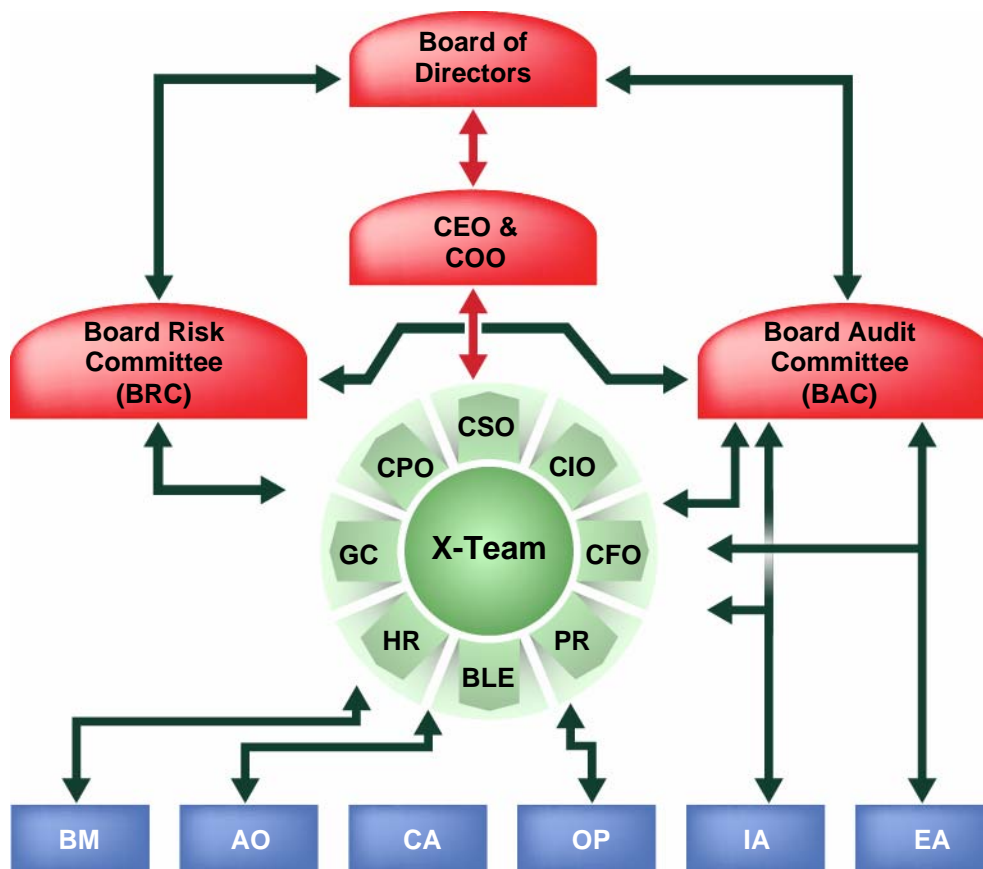 Board of
Directors
CEO &
COO
Board Risk
Committee
(BRC)
Board Audit
Committee
(BAC)
CSO
CPO
CIO
GC
X-Team
CFO
HR
PR
BLE
BM
AO
CA
OP
IA
EA